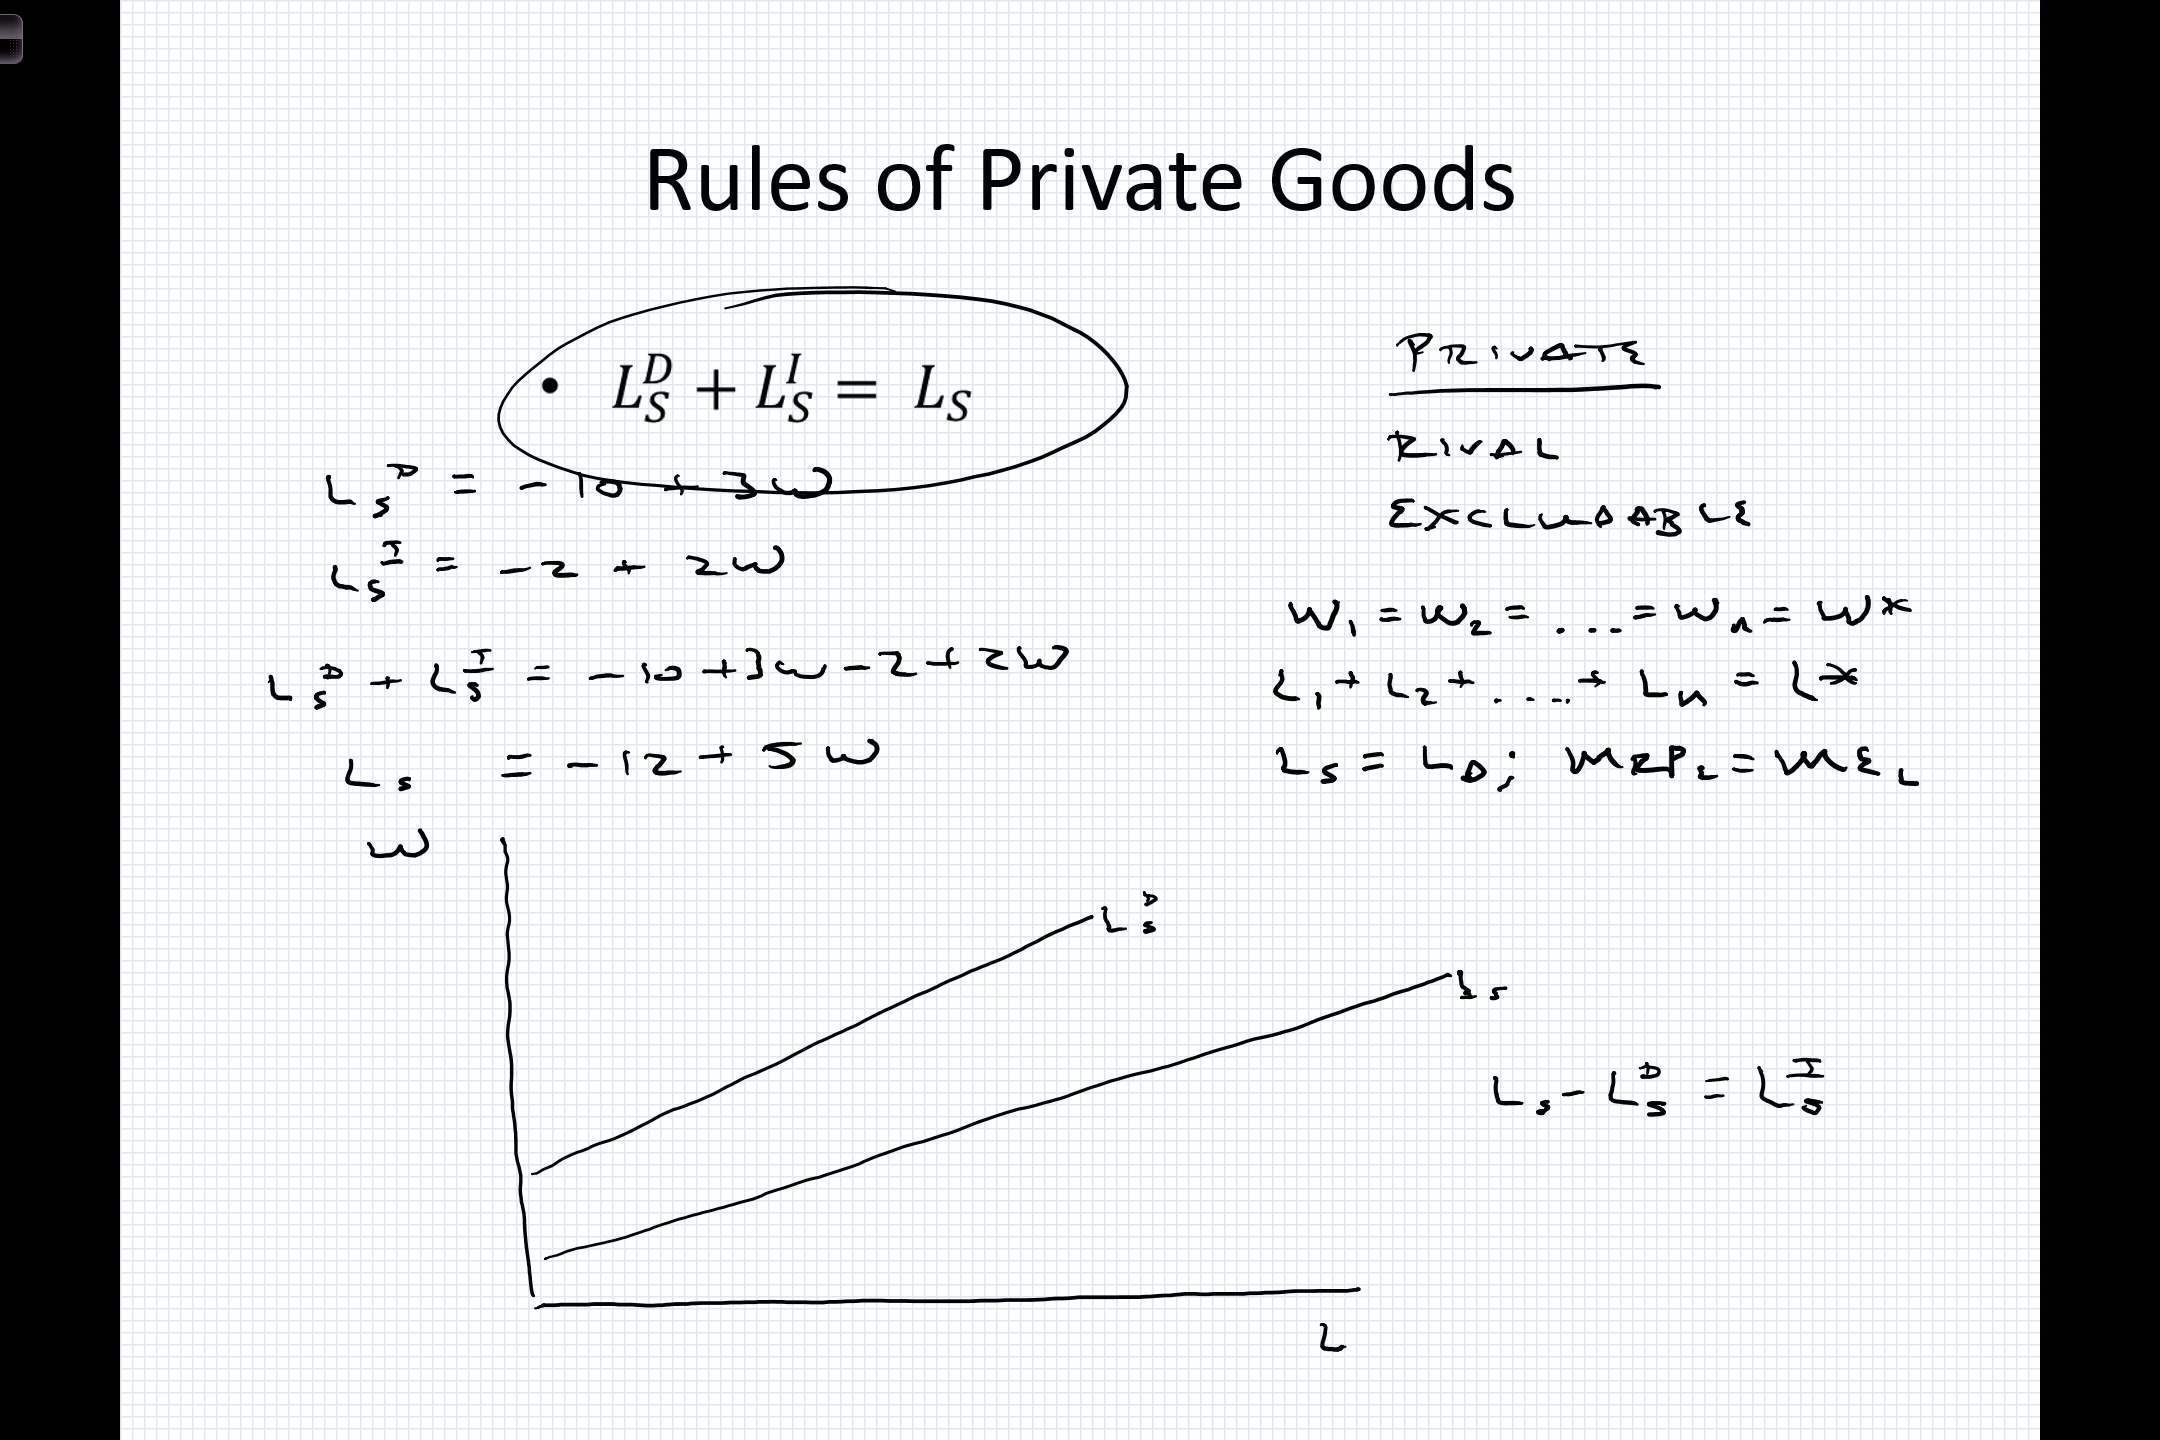 Rules of Private Goods
• L_S^D + L_S^I = L_S
L_S^D = -10 + 3W
L_S^I = -2 + 2W
L_S^D + L_S^I = -10 + 3W - 2 + 2W
L_S = -12 + 5W
PRIVATE
RIVAL
EXCLUDABLE
W_1 = W_2 = ... = W_n = W*
L_1 + L_2 + .... + L_n = L*
L_S = L_D; MRP_L = ME_L
W
L_S^D
L_S
L_S - L_S^D = L_S^I
L